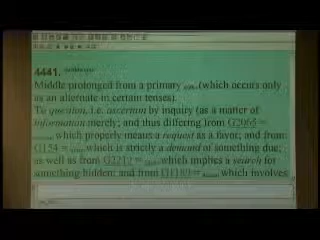 4441.
Middle prolonged from a primary (which occurs only
as an alternate in certain tenses)
To question, i.e. ascertain by inquiry (as a matter of
information merely; and thus differing from G2065 =
which properly means a request as a favor; and from
G154 = which is strictly a demand of something due;
as well as from G2212 = which implies a search for
something hidden; and from G1189 = which involves